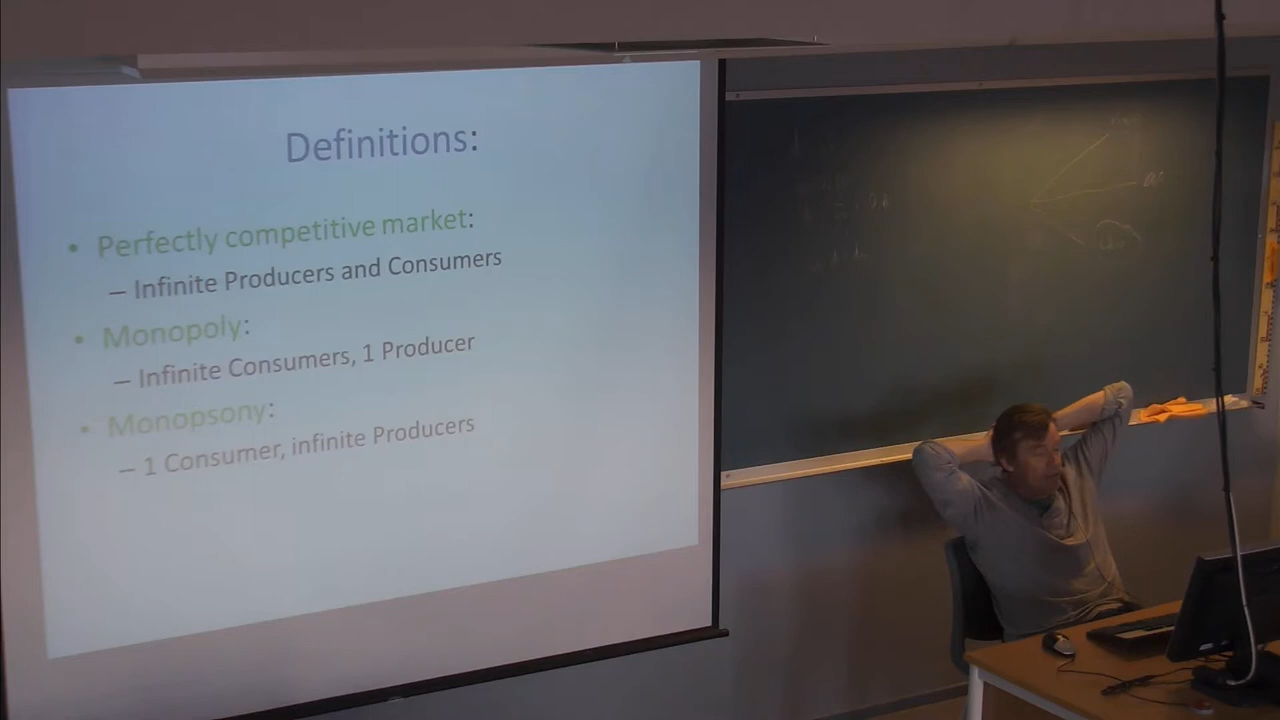 Definitions:
• Perfectly competitive market:
– Infinite Producers and Consumers
• Monopoly:
– Infinite Consumers, 1 Producer
• Monopsony:
– 1 Consumer, infinite Producers